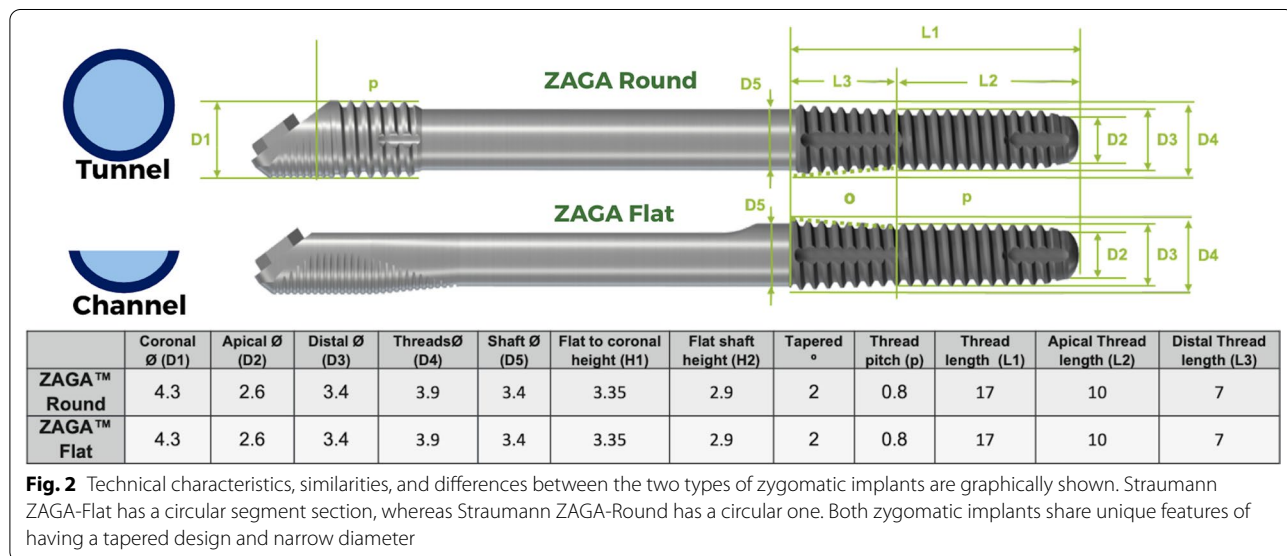 L1
p
ZAGA Round
D5
L3
L2
D1
D2
D3
D4
Tunnel
o
p
ZAGA Flat
D5
D2
D3
D4
Channel
Coronal Ø (D1) Apical Ø (D2) Distal Ø (D3) ThreadsØ (D4) Shaft Ø (D5) Flat to coronal height (H1) Flat shaft height (H2) Tapered º Thread pitch (p) Thread length (L1) Apical Thread length (L2) Distal Thread length (L3)
ZAGA™ Round 4.3 2.6 3.4 3.9 3.4 3.35 2.9 2 0.8 17 10 7
ZAGA™ Flat 4.3 2.6 3.4 3.9 3.4 3.35 2.9 2 0.8 17 10 7
Fig. 2 Technical characteristics, similarities, and differences between the two types of zygomatic implants are graphically shown. Straumann
ZAGA-Flat has a circular segment section, whereas Straumann ZAGA-Round has a circular one. Both zygomatic implants share unique features of
having a tapered design and narrow diameter